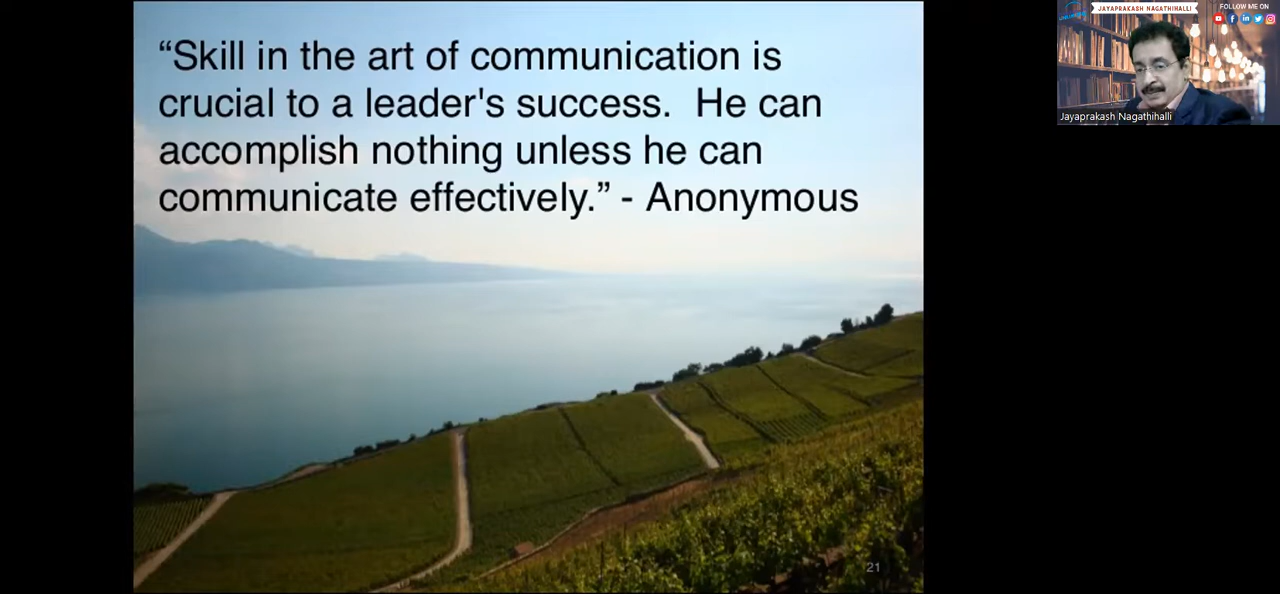 “Skill in the art of communication is
crucial to a leader's success.  He can
accomplish nothing unless he can
communicate effectively.” - Anonymous
21
JAYAPRAKASH NAGATHIHALLI
FOLLOW ME ON
Jayaprakash Nagathihalli